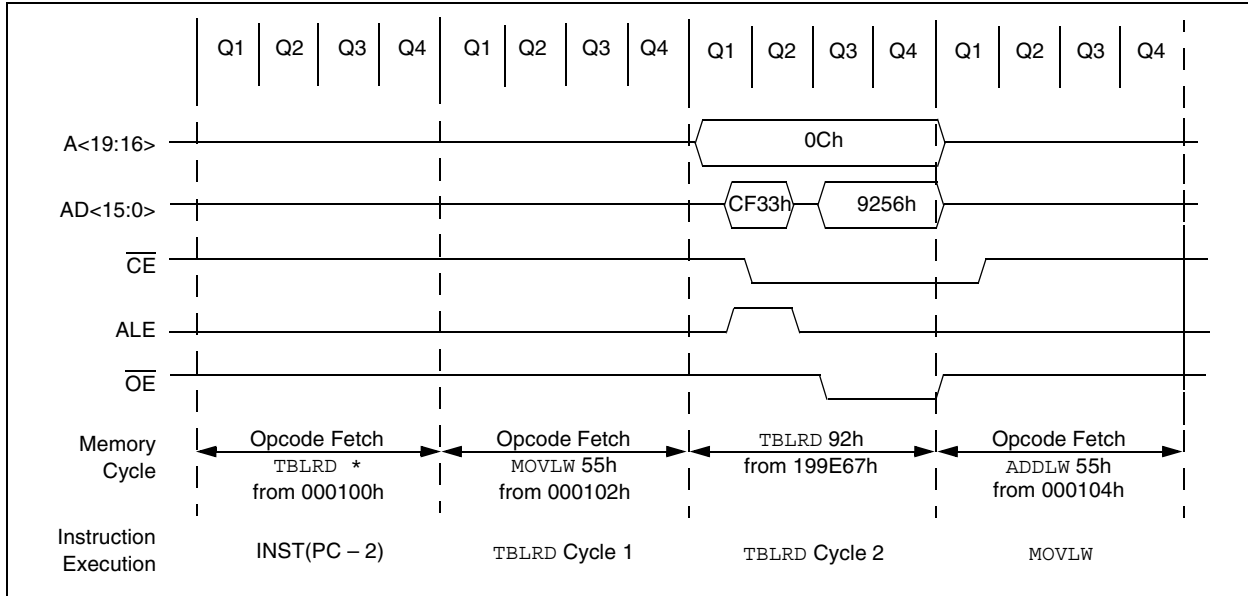 Q1 Q2 Q3 Q4 Q1 Q2 Q3 Q4 Q1 Q2 Q3 Q4 Q1 Q2 Q3 Q4
A<19:16> 0Ch
AD<15:0> CF33h 9256h
CE
ALE
OE
Memory
Cycle
Opcode Fetch
TBLRD *
from 000100h
Opcode Fetch
MOVLW 55h
from 000102h
TBLRD 92h
from 199E67h
Opcode Fetch
ADDLW 55h
from 000104h
Instruction
Execution
INST(PC – 2)
TBLRD Cycle 1
TBLRD Cycle 2
MOVLW